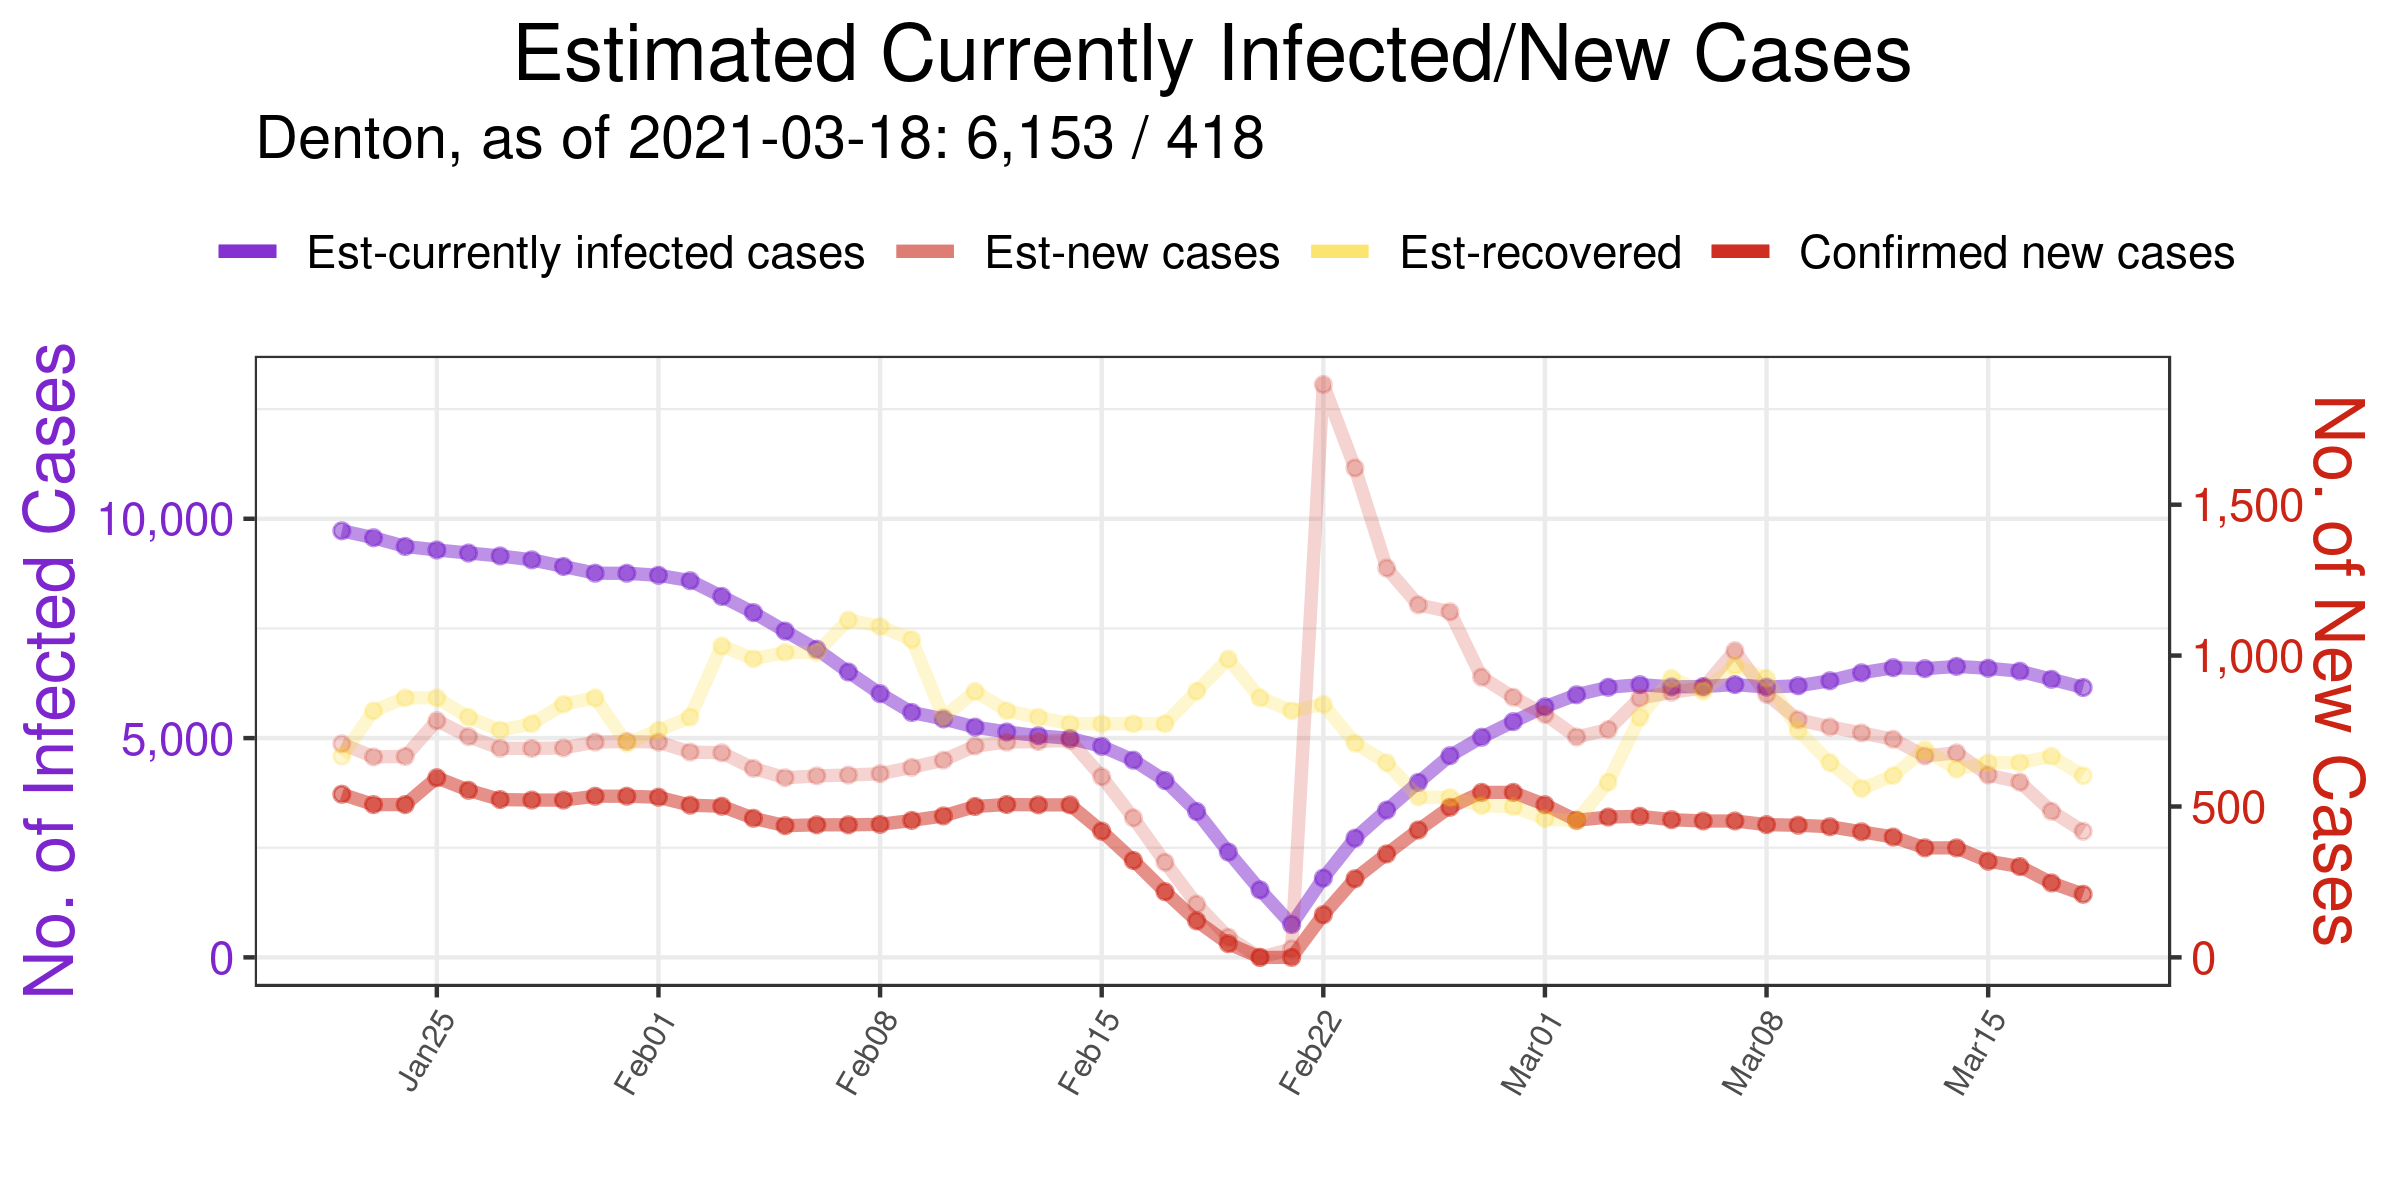 Estimated Currently Infected/New Cases
Denton, as of 2021-03-18: 6,153 / 418
Est-currently infected cases Est-new cases Est-recovered Confirmed new cases
No. of Infected Cases
10,000
5,000
0
1,500
1,000
500
0
No. of New Cases
Jan25 Feb01 Feb08 Feb15 Feb22 Mar01 Mar08 Mar15